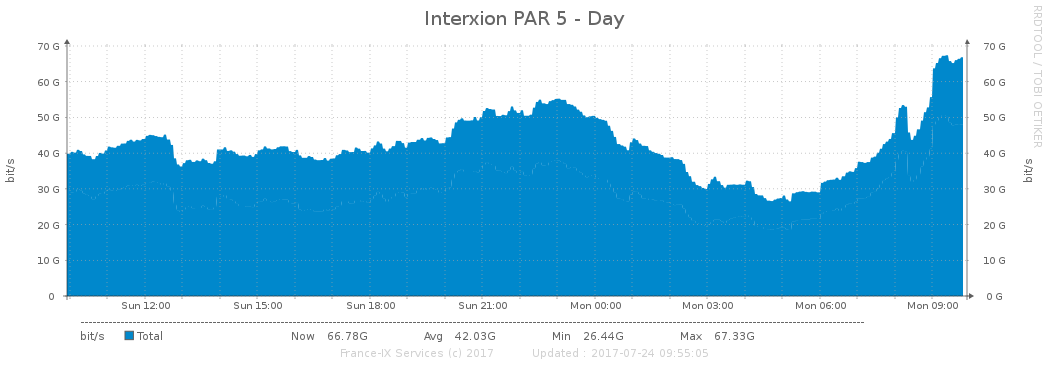 Interxion PAR 5 - Day
RRDTOOL / TOBI OETIKER
bit/s
70 G 70 G
60 G 60 G
50 G 50 G
40 G 40 G
30 G 30 G
20 G 20 G
10 G 10 G
0 0 G
bit/s
Sun 12:00 Sun 15:00 Sun 18:00 Sun 21:00 Mon 00:00 Mon 03:00 Mon 06:00 Mon 09:00
bit/s Total Now 66.78G Avg 42.03G Min 26.44G Max 67.33G
France-IX Services (c) 2017 Updated : 2017-07-24 09:55:05